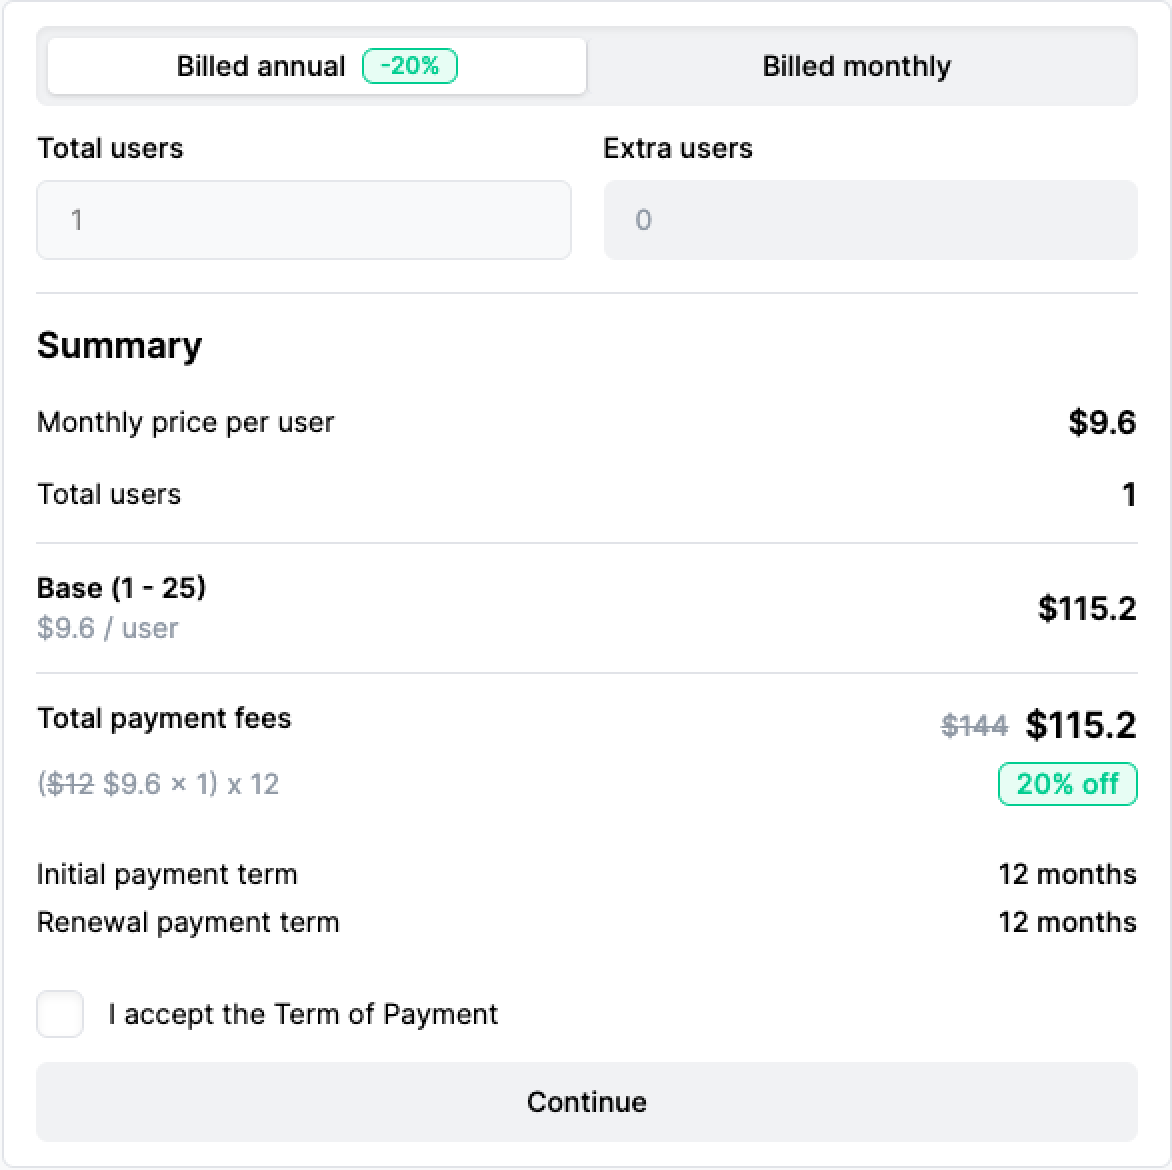 Billed annual -20% Billed monthly
Total users Extra users
1 0
Summary
Monthly price per user $9.6
Total users 1
Base (1 - 25)
$9.6 / user $115.2
Total payment fees $144 $115.2
($12 $9.6 × 1) x 12 20% off
Initial payment term 12 months
Renewal payment term 12 months
I accept the Term of Payment
Continue